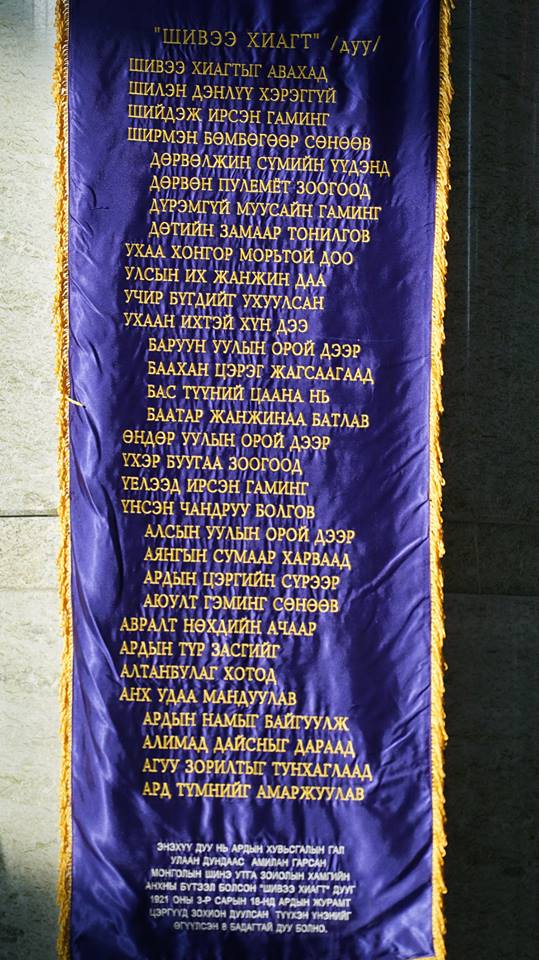 "ШИВЭЭ ХИАГТ" /дуу/
ШИВЭЭ ХИАГТЫГ АВАХАД
ШИЛЭН ДЭНЛҮҮ ХЭРЭГГҮЙ
ШИЙДЭЖ ИРСЭН ГАМИНГ
ШИРМЭН БӨМБӨГӨӨР СӨНӨӨВ
ДӨРВӨЛЖИН СҮМИЙН ҮҮДЭНД
ДӨРВӨН ПУЛЕМЁТ ЗООГООД
ДҮРЭМГҮЙ МУУСАЙН ГАМИНГ
ДӨТИЙН ЗАМААР ТОНИЛГОВ
УХАА ХОНГОР МОРЬТОЙ ДОО
УЛСЫН ИХ ЖАНЖИН ДАА
УЧИР БҮГДИЙГ УХУУЛСАН
УХААН ИХТЭЙ ХҮН ДЭЭ
БАРУУН УУЛЫН ОРОЙ ДЭЭР
БААХАН ЦЭРЭГ ЖАГСААГААД
БАС ТҮҮНИЙ ЦААНА НЬ
БААТАР ЖАНЖИНАА БАТЛАВ
ӨНДӨР УУЛЫН ОРОЙ ДЭЭР
ҮХЭР БУУГАА ЗООГООД
ҮЕЛЭЭД ИРСЭН ГАМИНГ
ҮНСЭН ЧАНДРУУ БОЛГОВ
АЛСЫН УУЛЫН ОРОЙ ДЭЭР
АЯНГЫН СУМААР ХАРВААД
АРДЫН ЦЭРГИЙН СҮРЭЭР
АЮУЛТ ГЭМИНГ СӨНӨӨВ
АВРАЛТ НӨХДИЙН АЧААР
АРДЫН ТҮР ЗАСГИЙГ
АЛТАНБУЛАГ ХОТОД
АНХ УДАА МАНДУУЛАВ
АРДЫН НАМЫГ БАЙГУУЛЖ
АЛИМАД ДАЙСНЫГ ДАРААД
АГУУ ЗОРИЛТЫГ ТУНХАГЛААД
АРД ТҮМНИЙГ АМАРЖУУЛАВ
ЭНЭХҮҮ ДУУ НЬ АРДЫН ХУВЬСГАЛЫН ГАЛ
УЛААН ДУНДААС АМИЛАН ГАРСАН
МОНГОЛЫН ШИНЭ УТГА ЗОХИОЛЫН ХАМГИЙН
АНХНЫ БҮТЭЭЛ БОЛСОН "ШИВЭЭ ХИАГТ" ДУУГ
1921 ОНЫ 3-Р САРЫН 18-НД АРДЫН ЖУРАМТ
ЦЭРГҮҮД ЗОХИОН ДУУЛСАН ТҮҮХЭН ҮНЭНИЙГ
ӨГҮҮЛСЭН 8 БАДАГТАЙ ДУУ БОЛНО.